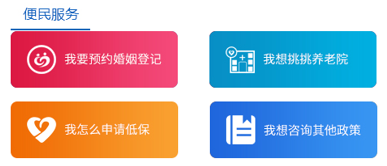 便民服务
我要预约婚姻登记
我想挑挑养老院
我怎么申请低保
我想咨询其他政策